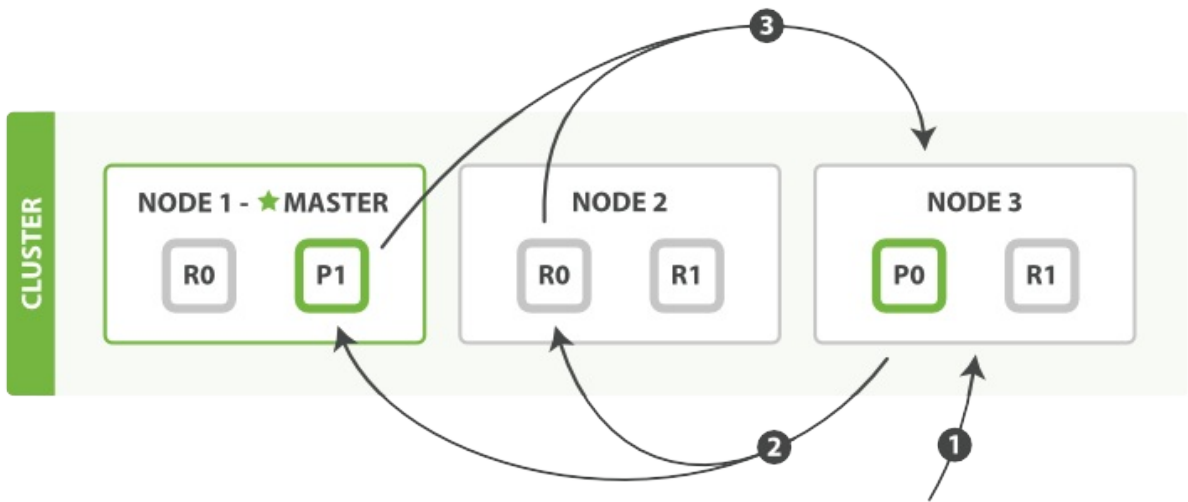 3
CLUSTER
NODE 1 - ★ MASTER
R0
P1
NODE 2
R0
R1
NODE 3
P0
R1
2
1